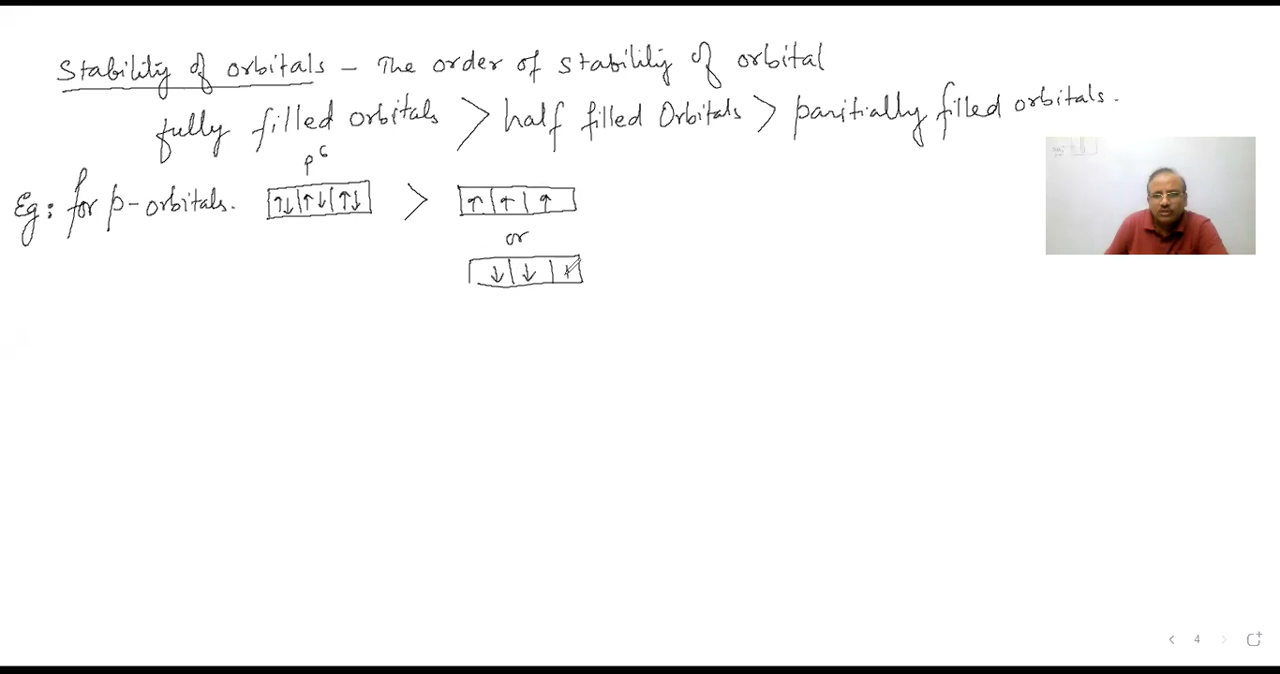 Stability of orbitals - The order of stability of orbital
fully filled orbitals > half filled Orbitals > paritially filled orbitals.
p6
Eg: for p-orbitals. ↑↓|↑↓|↑↓ > ↑|↑|↑
or
↓|↓|
4